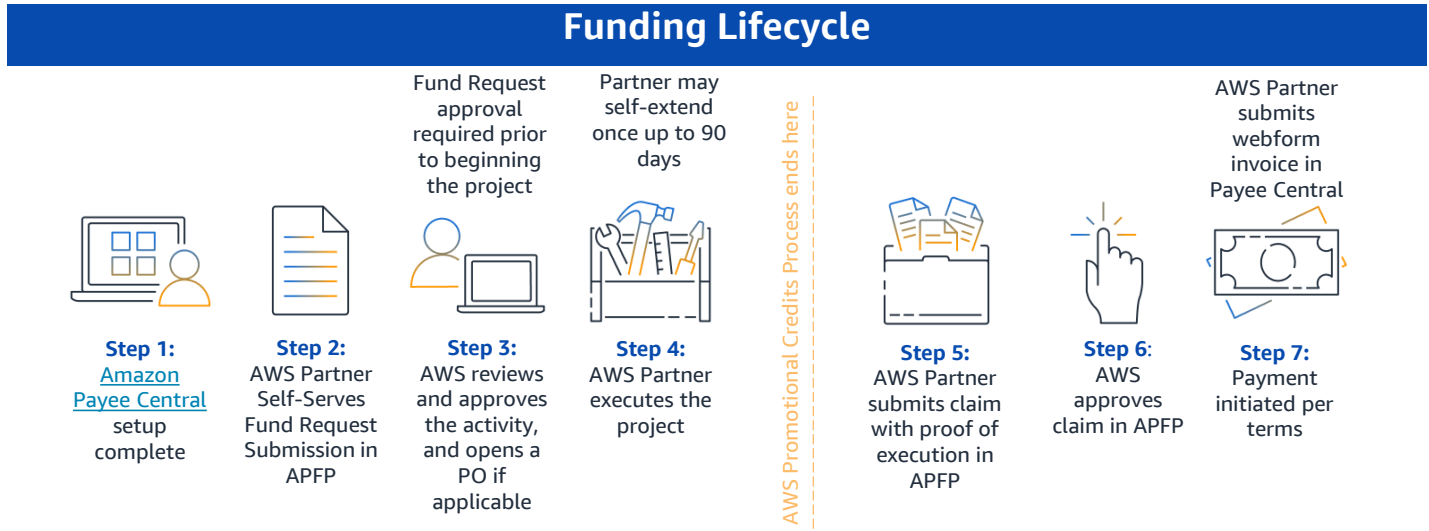 Funding Lifecycle
Fund Request
approval
required prior
to beginning
the project
Partner may
self-extend
once up to 90
days
AWS Promotional Credits Process ends here
AWS Partner
submits
webform
invoice in
Payee Central
Step 1:
Amazon
Payee Central
setup
complete
Step 2:
AWS Partner
Self-Serves
Fund Request
Submission in
APFP
Step 3:
AWS reviews
and approves
the activity,
and opens a
PO if
applicable
Step 4:
AWS Partner
executes the
project
Step 5:
AWS Partner
submits claim
with proof of
execution in
APFP
Step 6:
AWS
approves
claim in APFP
Step 7:
Payment
initiated per
terms